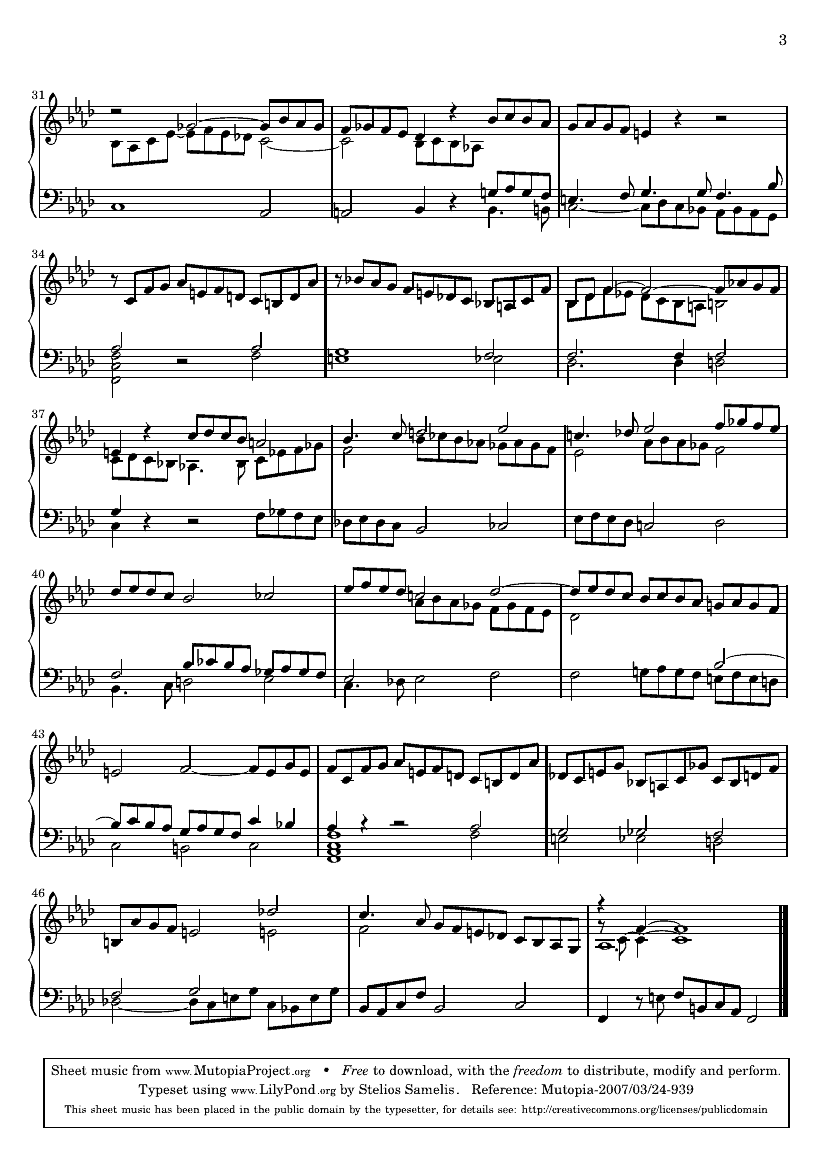 3
31
34
37
40
43
46
Sheet music from www.MutopiaProject.org • Free to download, with the freedom to distribute, modify and perform.
Typeset using www.LilyPond.org by Stelios Samelis. Reference: Mutopia-2007/03/24-939
This sheet music has been placed in the public domain by the typesetter, for details see: http://creativecommons.org/licenses/publicdomain